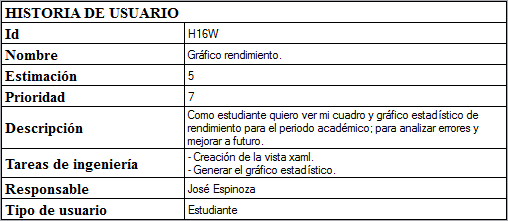 HISTORIA DE USUARIO
Id H16W
Nombre Gráfico rendimiento.
Estimación 5
Prioridad 7
Descripción Como estudiante quiero ver mi cuadro y gráfico estadístico de
rendimiento para el periodo académico; para analizar errores y
mejorar a futuro.
Tareas de ingeniería - Creación de la vista xaml.
- Generar el gráfico estadístico.
Responsable José Espinoza
Tipo de usuario Estudiante